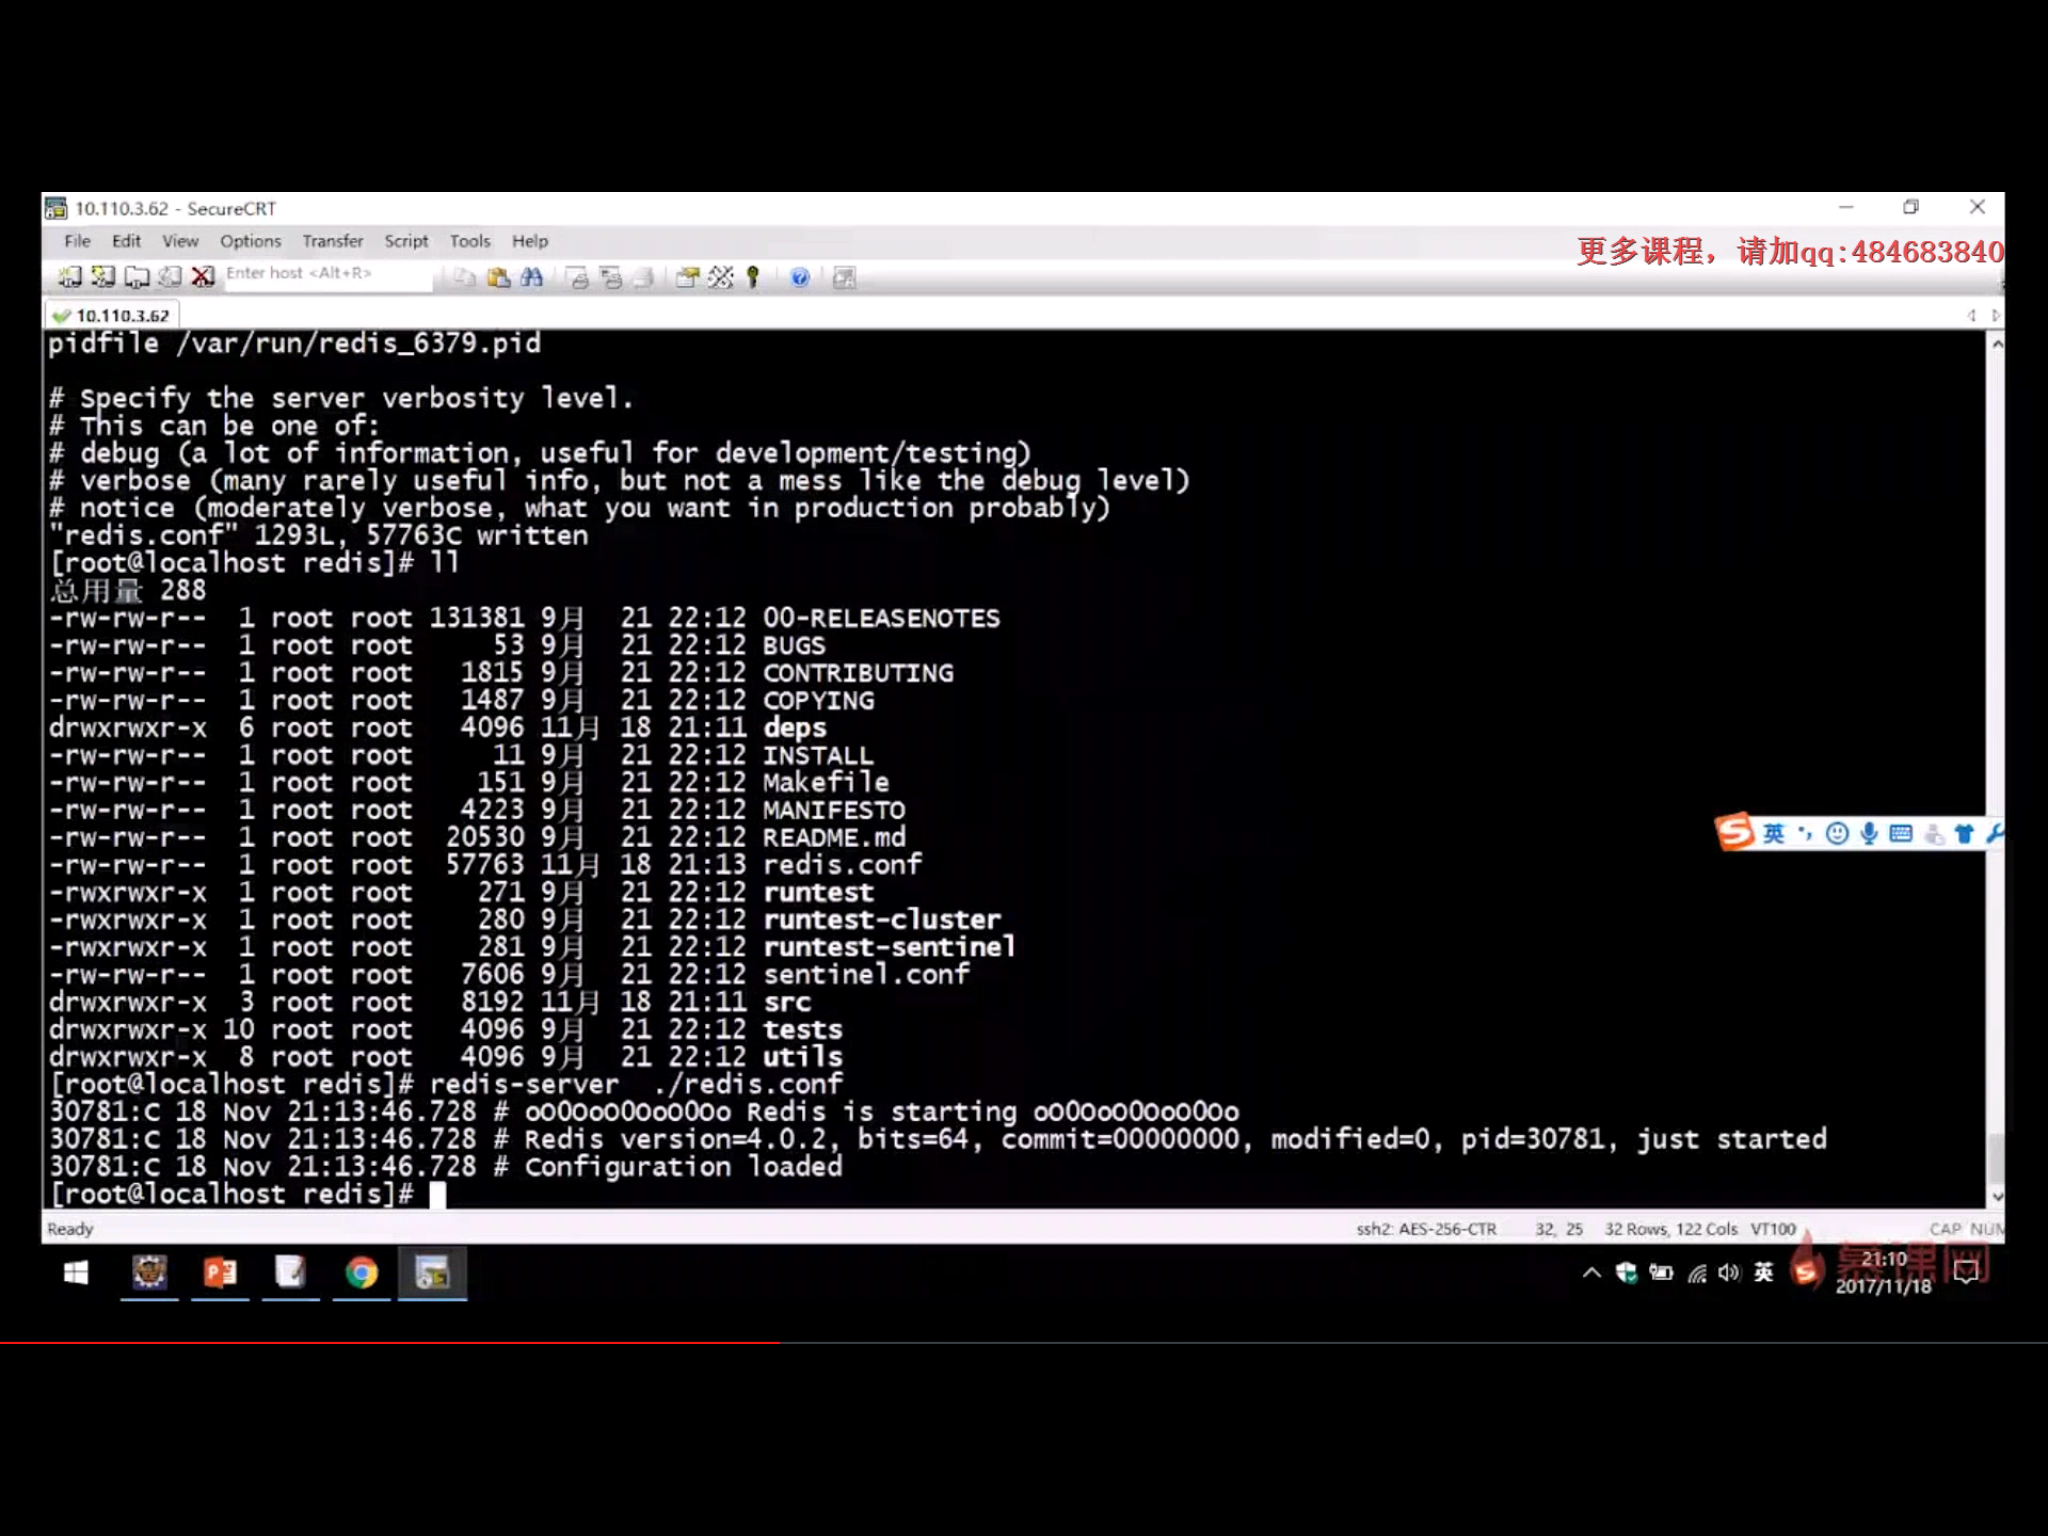 10.110.3.62 - SecureCRT
File Edit View Options Transfer Script Tools Help
更多课程，请加qq:484683840
Enter host <Alt+R>
10.110.3.62
pidfile /var/run/redis_6379.pid
# Specify the server verbosity level.
# This can be one of:
# debug (a lot of information, useful for development/testing)
# verbose (many rarely useful info, but not a mess like the debug level)
# notice (moderately verbose, what you want in production probably)
"redis.conf" 1293L, 57763C written
[root@localhost redis]# ll
总用量 288
-rw-rw-r-- 1 root root 131381 9月 21 22:12 00-RELEASENOTES
-rw-rw-r-- 1 root root 53 9月 21 22:12 BUGS
-rw-rw-r-- 1 root root 1815 9月 21 22:12 CONTRIBUTING
-rw-rw-r-- 1 root root 1487 9月 21 22:12 COPYING
drwxrwxr-x 6 root root 4096 11月 18 21:11 deps
-rw-rw-r-- 1 root root 11 9月 21 22:12 INSTALL
-rw-rw-r-- 1 root root 151 9月 21 22:12 Makefile
-rw-rw-r-- 1 root root 4223 9月 21 22:12 MANIFESTO
-rw-rw-r-- 1 root root 20530 9月 21 22:12 README.md
-rw-rw-r-- 1 root root 57763 11月 18 21:13 redis.conf
-rwxrwxr-x 1 root root 271 9月 21 22:12 runtest
-rwxrwxr-x 1 root root 280 9月 21 22:12 runtest-cluster
-rwxrwxr-x 1 root root 281 9月 21 22:12 runtest-sentinel
-rw-rw-r-- 1 root root 7606 9月 21 22:12 sentinel.conf
drwxrwxr-x 3 root root 8192 11月 18 21:11 src
drwxrwxr-x 10 root root 4096 9月 21 22:12 tests
drwxrwxr-x 8 root root 4096 9月 21 22:12 utils
英
[root@localhost redis]# redis-server ./redis.conf
30781:C 18 Nov 21:13:46.728 # oO0OoO0OoO0Oo Redis is starting oO0OoO0OoO0Oo
30781:C 18 Nov 21:13:46.728 # Redis version=4.0.2, bits=64, commit=00000000, modified=0, pid=30781, just started
30781:C 18 Nov 21:13:46.728 # Configuration loaded
[root@localhost redis]#
Ready
ssh2: AES-256-CTR 32, 25 32 Rows, 122 Cols VT100 CAP NUM
英
慕课网
21:10
2017/11/18